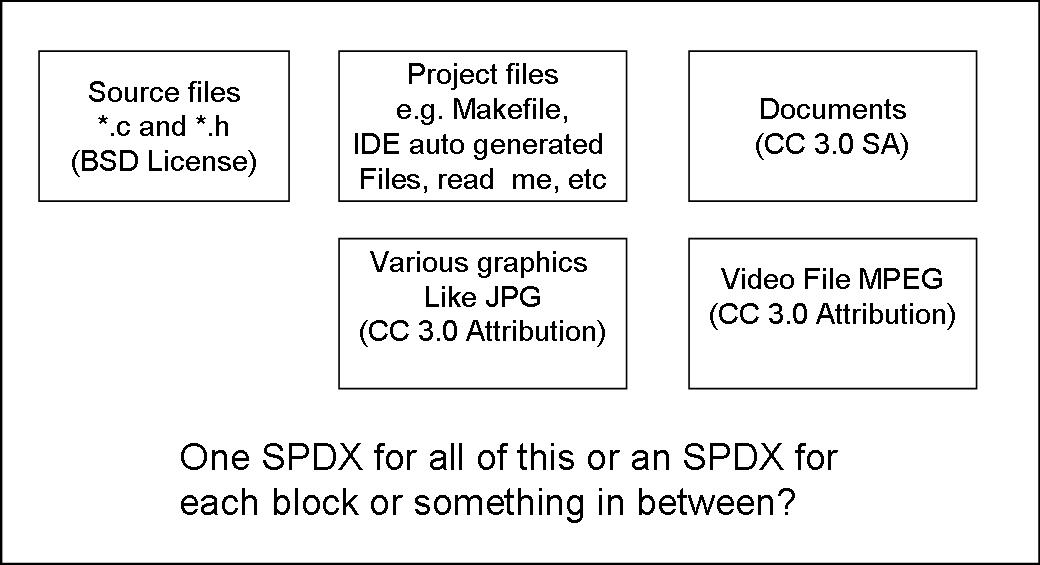 Source files
*.c and *.h
(BSD License)
Project files
e.g. Makefile,
IDE auto generated
Files, read me, etc
Documents
(CC 3.0 SA)
Various graphics
Like JPG
(CC 3.0 Attribution)
Video File MPEG
(CC 3.0 Attribution)
One SPDX for all of this or an SPDX for
each block or something in between?